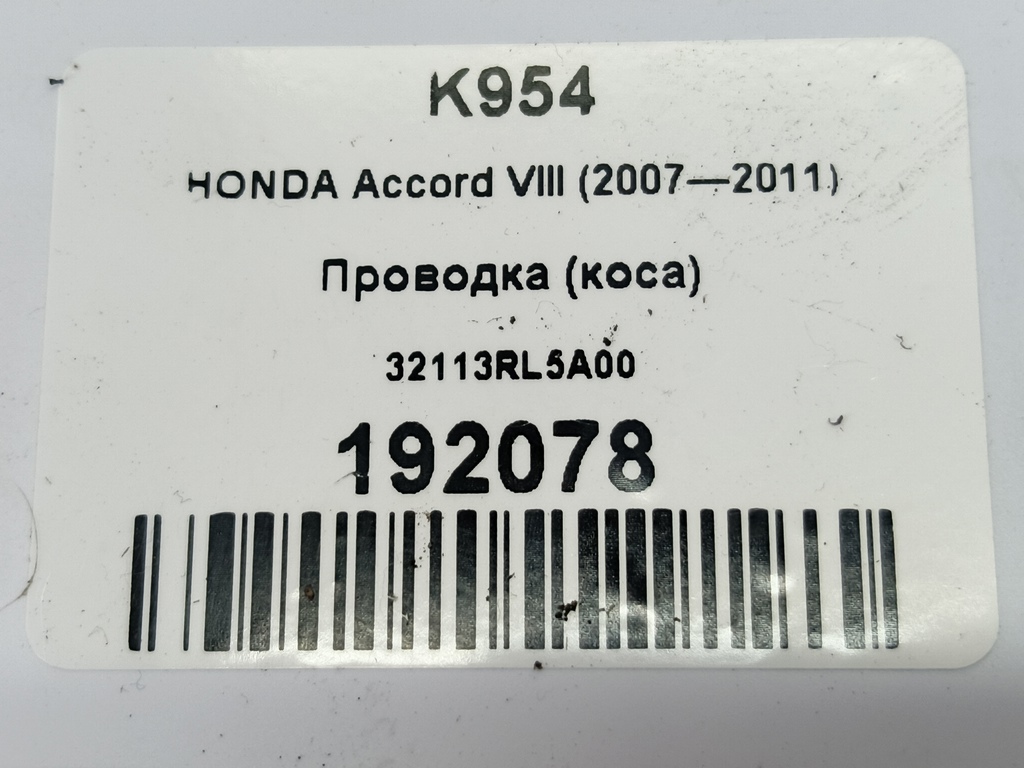 K954
HONDA Accord VIII (2007—2011)
Проводка (коса)
32113RL5A00
192078